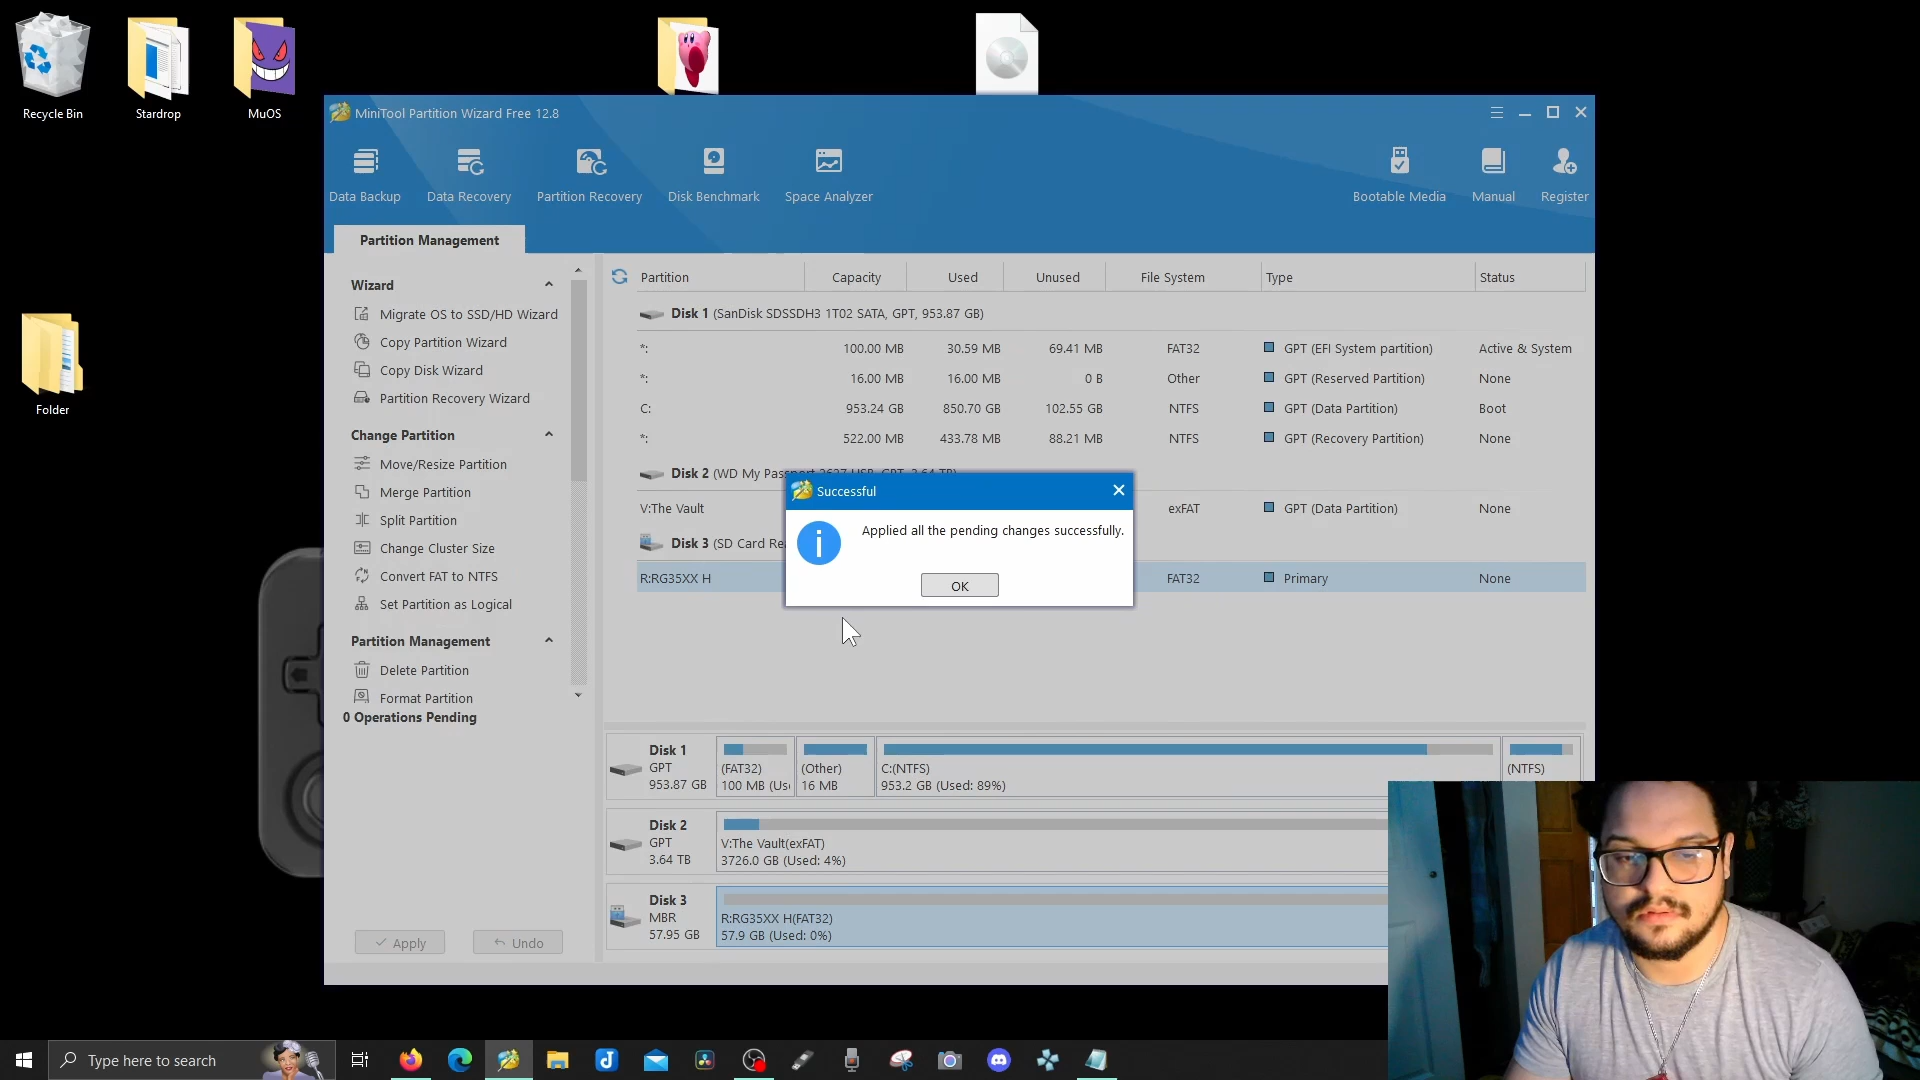 Recycle Bin
Stardrop
MuOS
Folder
MiniTool Partition Wizard Free 12.8
Data Backup
Data Recovery
Partition Recovery
Disk Benchmark
Space Analyzer
Bootable Media
Manual
Register
Partition Management
Wizard
Migrate OS to SSD/HD Wizard
Copy Partition Wizard
Copy Disk Wizard
Partition Recovery Wizard
Change Partition
Move/Resize Partition
Merge Partition
Split Partition
Change Cluster Size
Convert FAT to NTFS
Set Partition as Logical
Partition Management
Delete Partition
Format Partition
0 Operations Pending
Apply
Undo
Partition Capacity Used Unused File System Type Status
Disk 1 (SanDisk SDSSDH3 1T02 SATA, GPT, 953.87 GB)
*: 100.00 MB 30.59 MB 69.41 MB FAT32 GPT (EFI System partition) Active & System
*: 16.00 MB 16.00 MB 0 B Other GPT (Reserved Partition) None
C: 953.24 GB 850.70 GB 102.55 GB NTFS GPT (Data Partition) Boot
*: 522.00 MB 433.78 MB 88.21 MB NTFS GPT (Recovery Partition) None
Disk 2 (WD My Passport 2627 USB, GPT, 3.64 TB)
V:The Vault exFAT GPT (Data Partition) None
Disk 3 (SD Card Re
R:RG35XX H FAT32 Primary None
Successful
Applied all the pending changes successfully.
OK
Disk 1
GPT
953.87 GB
(FAT32)
100 MB (Us
(Other)
16 MB
C:(NTFS)
953.2 GB (Used: 89%)
(NTFS)
Disk 2
GPT
3.64 TB
V:The Vault(exFAT)
3726.0 GB (Used: 4%)
Disk 3
MBR
57.95 GB
R:RG35XX H(FAT32)
57.9 GB (Used: 0%)
Type here to search